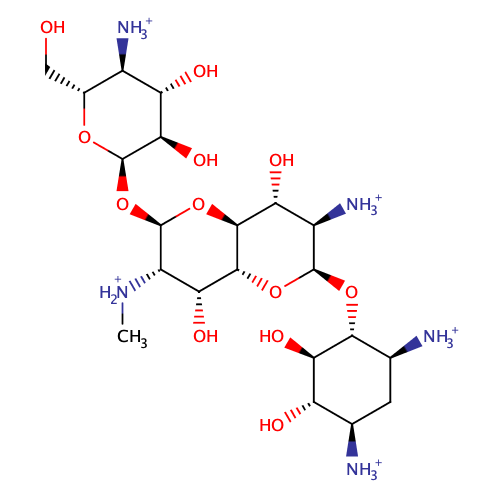 OH NH3+
OH
O OH
OH
O O NH3+
H2N+ O O
CH3 OH HO NH3+
HO
NH3+